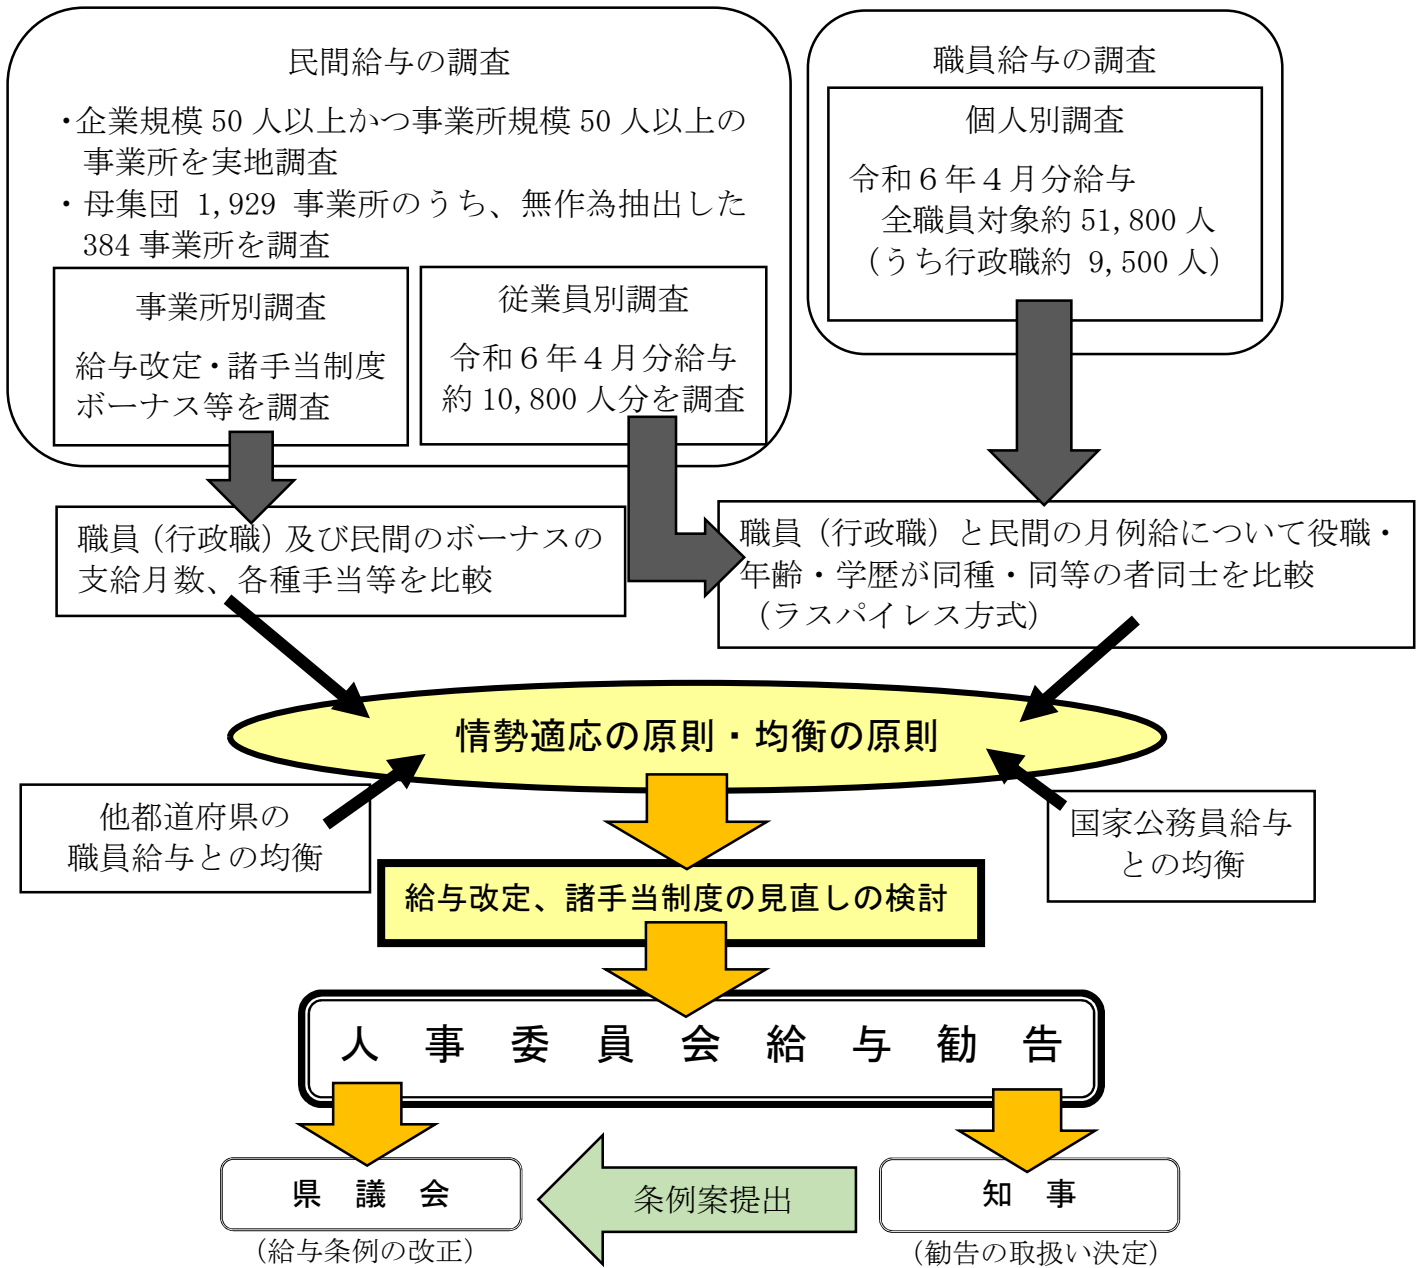 民間給与の調査
・企業規模 50 人以上かつ事業所規模 50 人以上の
事業所を実地調査
・母集団 1,929 事業所のうち、無作為抽出した
384 事業所を調査
事業所別調査
給与改定・諸手当制度
ボーナス等を調査
従業員別調査
令和６年４月分給与
約 10,800 人分を調査
職員給与の調査
個人別調査
令和６年４月分給与
全職員対象約 51,800 人
（うち行政職約 9,500 人）
職員（行政職）及び民間のボーナスの
支給月数、各種手当等を比較
職員（行政職）と民間の月例給について役職・
年齢・学歴が同種・同等の者同士を比較
（ラスパイレス方式）
情勢適応の原則・均衡の原則
他都道府県の
職員給与との均衡
国家公務員給与
との均衡
給与改定、諸手当制度の見直しの検討
人 事 委 員 会 給 与 勧 告
県 議 会
（給与条例の改正）
条例案提出
知 事
（勧告の取扱い決定）